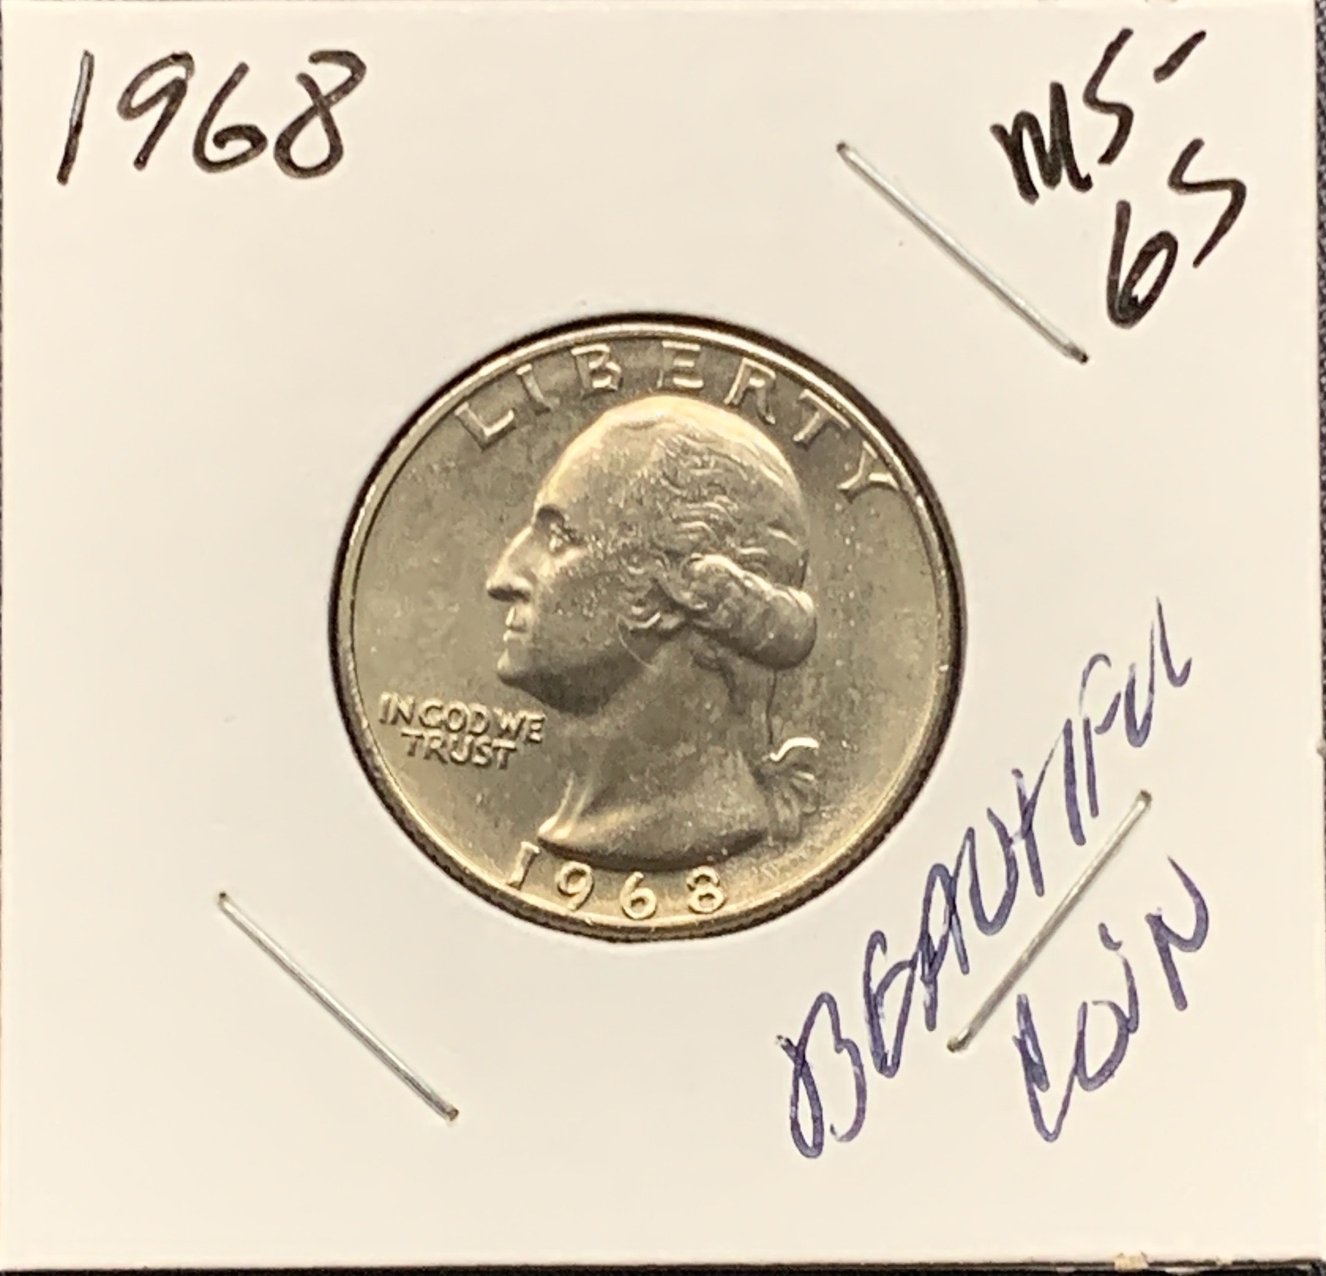 1968
MS-
65
LIBERTY
IN GOD WE
TRUST
1968
BEAUTIFUL
COIN